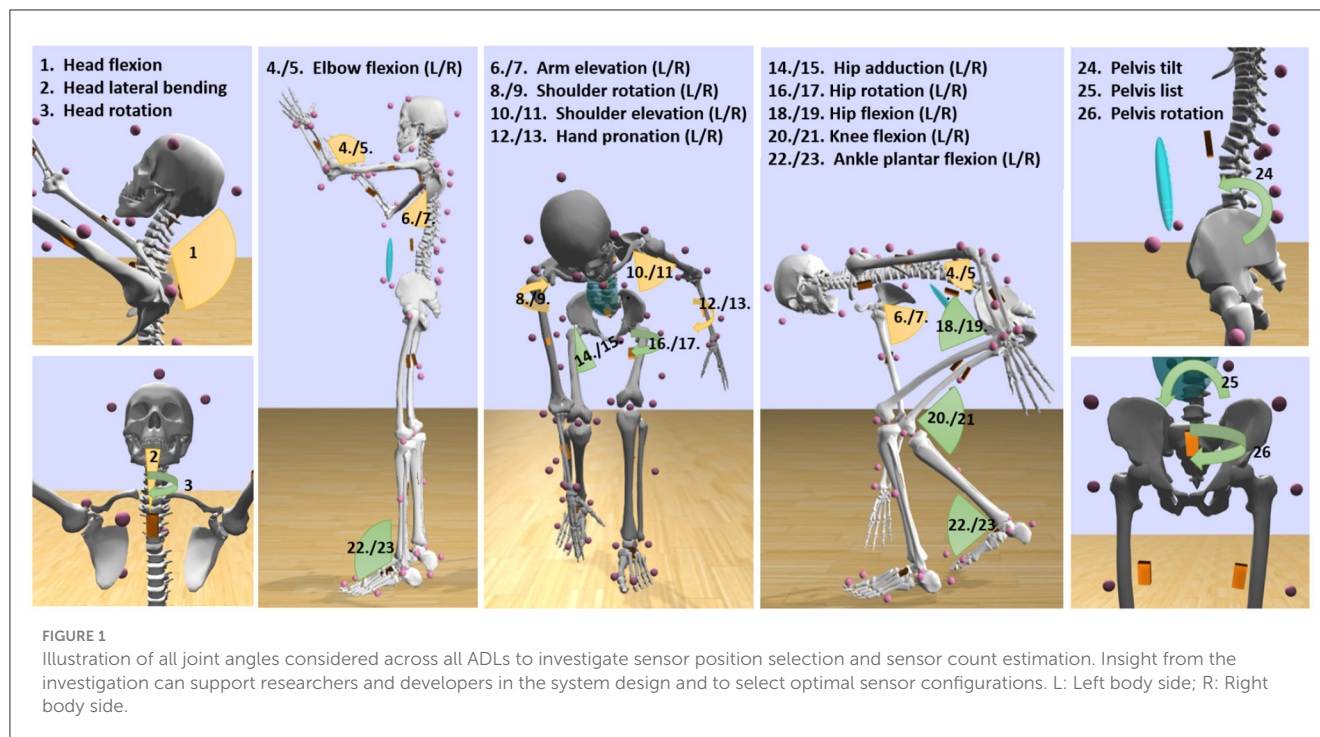 1. Head flexion
2. Head lateral bending
3. Head rotation
1
2
3
4./5. Elbow flexion (L/R)
4./5.
6./7.
22./23
6./7. Arm elevation (L/R)
8./9. Shoulder rotation (L/R)
10./11. Shoulder elevation (L/R)
12./13. Hand pronation (L/R)
10./11
8./9.
12./13.
14./15.
16./17.
14./15. Hip adduction (L/R)
16./17. Hip rotation (L/R)
18./19. Hip flexion (L/R)
20./21. Knee flexion (L/R)
22./23. Ankle plantar flexion (L/R)
4./5
6./7.
18./19.
20./21
22./23
24. Pelvis tilt
25. Pelvis list
26. Pelvis rotation
24
25
26
FIGURE 1
Illustration of all joint angles considered across all ADLs to investigate sensor position selection and sensor count estimation. Insight from the
investigation can support researchers and developers in the system design and to select optimal sensor configurations. L: Left body side; R: Right
body side.